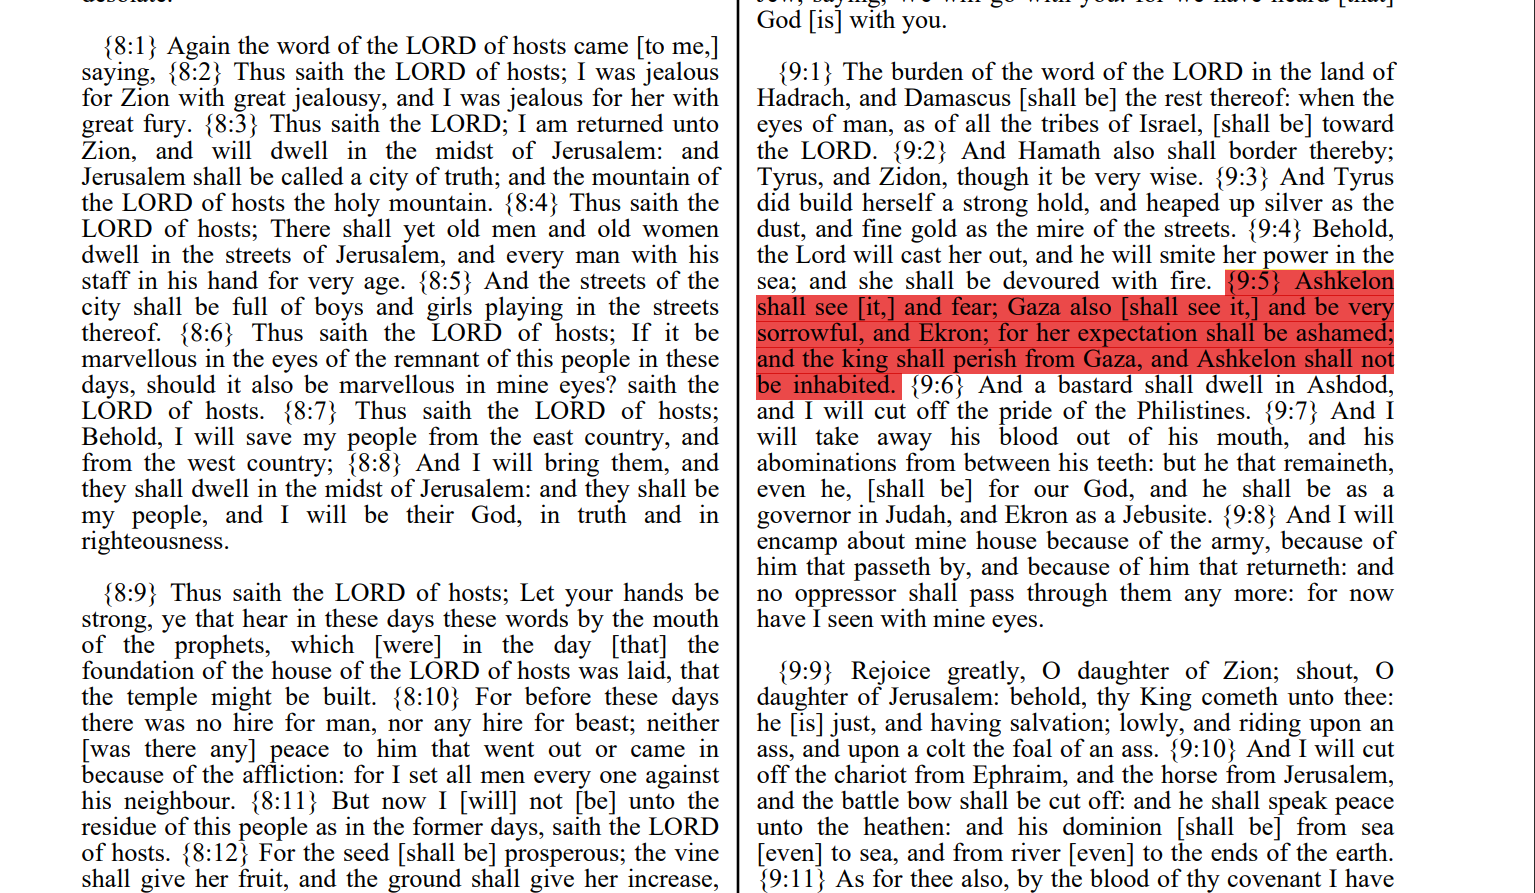 desolate.
{8:1} Again the word of the LORD of hosts came [to me,]
saying, {8:2} Thus saith the LORD of hosts; I was jealous
for Zion with great jealousy, and I was jealous for her with
great fury. {8:3} Thus saith the LORD; I am returned unto
Zion, and will dwell in the midst of Jerusalem: and
Jerusalem shall be called a city of truth; and the mountain of
the LORD of hosts the holy mountain. {8:4} Thus saith the
LORD of hosts; There shall yet old men and old women
dwell in the streets of Jerusalem, and every man with his
staff in his hand for very age. {8:5} And the streets of the
city shall be full of boys and girls playing in the streets
thereof. {8:6} Thus saith the LORD of hosts; If it be
marvellous in the eyes of the remnant of this people in these
days, should it also be marvellous in mine eyes? saith the
LORD of hosts. {8:7} Thus saith the LORD of hosts;
Behold, I will save my people from the east country, and
from the west country; {8:8} And I will bring them, and
they shall dwell in the midst of Jerusalem: and they shall be
my people, and I will be their God, in truth and in
righteousness.
{8:9} Thus saith the LORD of hosts; Let your hands be
strong, ye that hear in these days these words by the mouth
of the prophets, which [were] in the day [that] the
foundation of the house of the LORD of hosts was laid, that
the temple might be built. {8:10} For before these days
there was no hire for man, nor any hire for beast; neither
[was there any] peace to him that went out or came in
because of the affliction: for I set all men every one against
his neighbour. {8:11} But now I [will] not [be] unto the
residue of this people as in the former days, saith the LORD
of hosts. {8:12} For the seed [shall be] prosperous; the vine
shall give her fruit, and the ground shall give her increase,
Jew, saying, We will go with you: for we have heard [that]
God [is] with you.
{9:1} The burden of the word of the LORD in the land of
Hadrach, and Damascus [shall be] the rest thereof: when the
eyes of man, as of all the tribes of Israel, [shall be] toward
the LORD. {9:2} And Hamath also shall border thereby;
Tyrus, and Zidon, though it be very wise. {9:3} And Tyrus
did build herself a strong hold, and heaped up silver as the
dust, and fine gold as the mire of the streets. {9:4} Behold,
the Lord will cast her out, and he will smite her power in the
sea; and she shall be devoured with fire. {9:5} Ashkelon
shall see [it,] and fear; Gaza also [shall see it,] and be very
sorrowful, and Ekron; for her expectation shall be ashamed;
and the king shall perish from Gaza, and Ashkelon shall not
be inhabited. {9:6} And a bastard shall dwell in Ashdod,
and I will cut off the pride of the Philistines. {9:7} And I
will take away his blood out of his mouth, and his
abominations from between his teeth: but he that remaineth,
even he, [shall be] for our God, and he shall be as a
governor in Judah, and Ekron as a Jebusite. {9:8} And I will
encamp about mine house because of the army, because of
him that passeth by, and because of him that returneth: and
no oppressor shall pass through them any more: for now
have I seen with mine eyes.
{9:9} Rejoice greatly, O daughter of Zion; shout, O
daughter of Jerusalem: behold, thy King cometh unto thee:
he [is] just, and having salvation; lowly, and riding upon an
ass, and upon a colt the foal of an ass. {9:10} And I will cut
off the chariot from Ephraim, and the horse from Jerusalem,
and the battle bow shall be cut off: and he shall speak peace
unto the heathen: and his dominion [shall be] from sea
[even] to sea, and from river [even] to the ends of the earth.
{9:11} As for thee also, by the blood of thy covenant I have